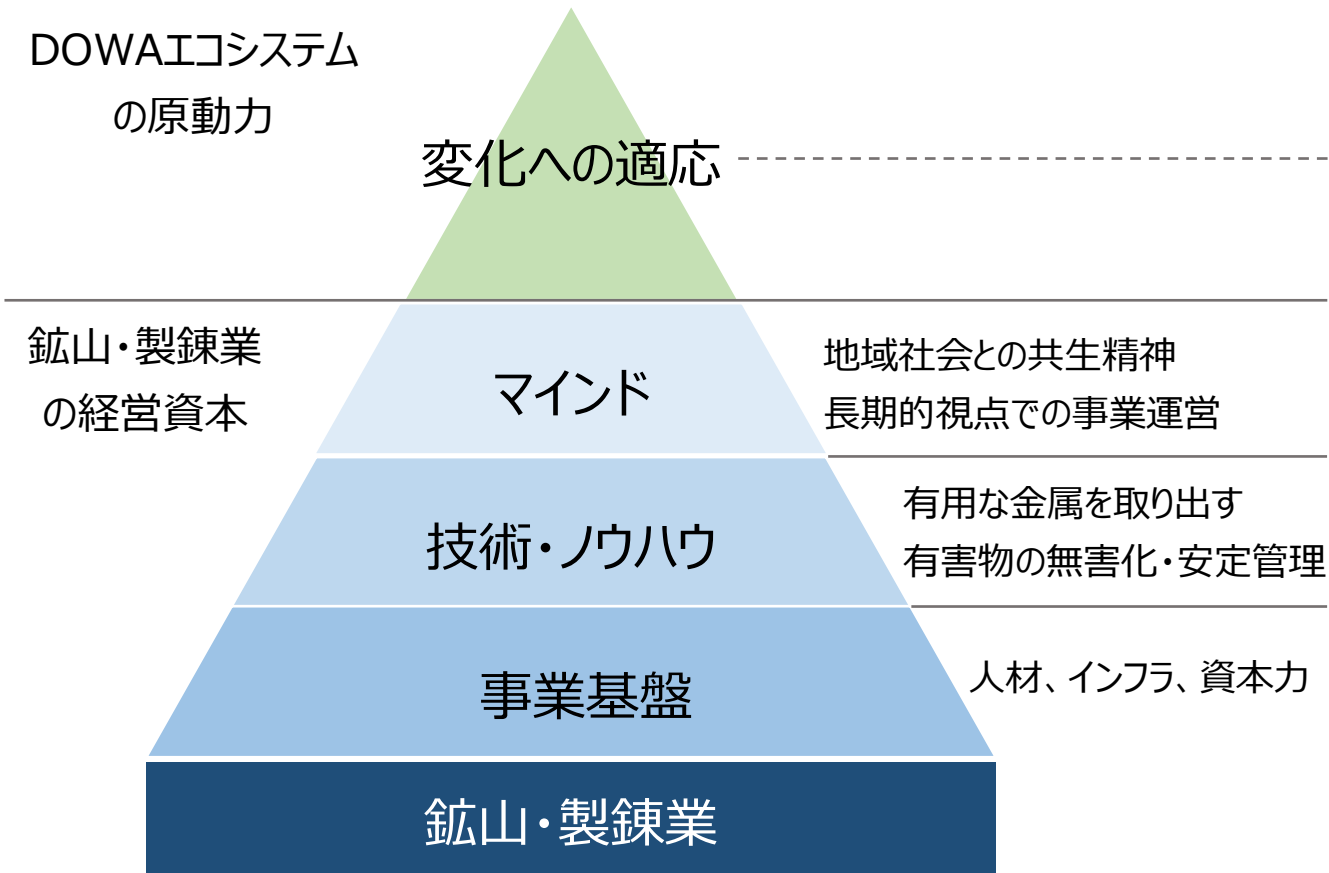 DOWAエコシステム
の原動力
変化への適応
鉱山・製錬業
の経営資本
マインド
地域社会との共生精神
長期的視点での事業運営
技術・ノウハウ
有用な金属を取り出す
有害物の無害化・安定管理
事業基盤
人材、インフラ、資本力
鉱山・製錬業